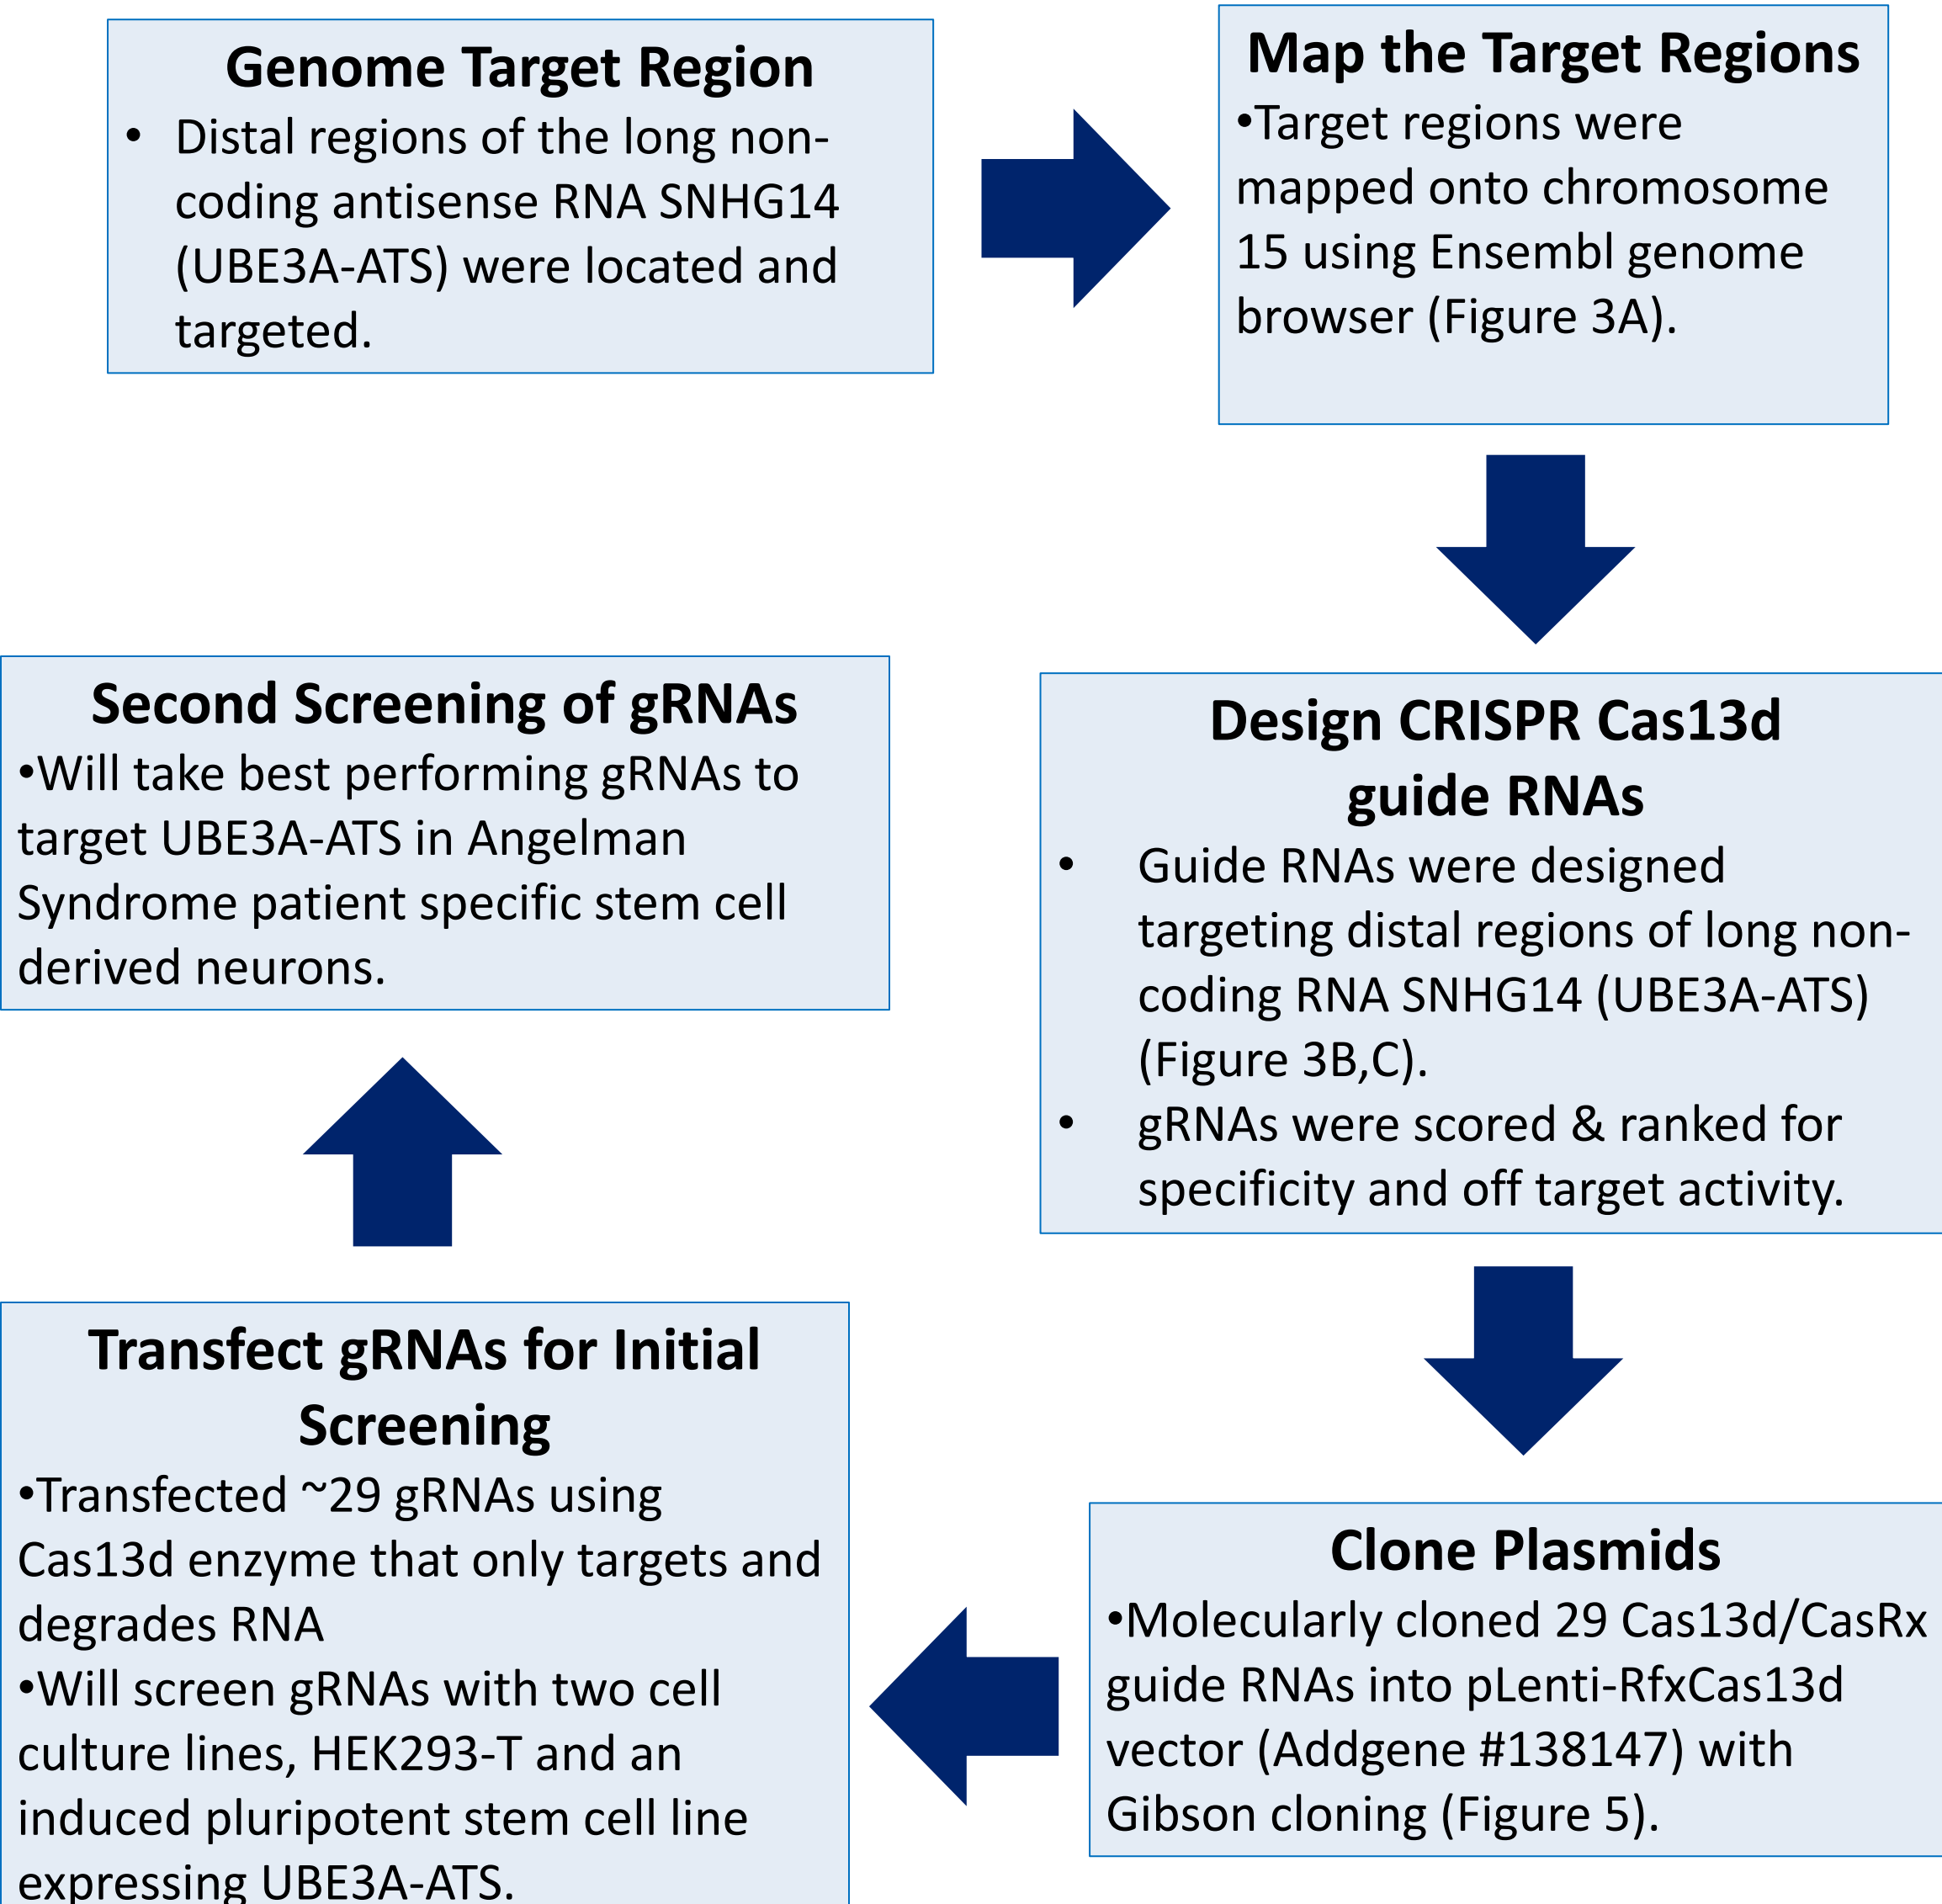 Genome Target Region
• Distal regions of the long non-
coding antisense RNA SNHG14
(UBE3A-ATS) were located and
targeted.
Map the Target Regions
•Target regions were
mapped onto chromosome
15 using Ensembl genome
browser (Figure 3A).
Design CRISPR Cas13d
guide RNAs
• Guide RNAs were designed
targeting distal regions of long non-
coding RNA SNHG14 (UBE3A-ATS)
(Figure 3B,C).
• gRNAs were scored & ranked for
specificity and off target activity.
Clone Plasmids
•Molecularly cloned 29 Cas13d/CasRx
guide RNAs into pLenti-RfxCas13d
vector (Addgene #138147) with
Gibson cloning (Figure 5).
Transfect gRNAs for Initial
Screening
•Transfected ~29 gRNAs using
Cas13d enzyme that only targets and
degrades RNA
•Will screen gRNAs with two cell
culture lines, HEK293-T and an
induced pluripotent stem cell line
expressing UBE3A-ATS.
Second Screening of gRNAs
•Will take best performing gRNAs to
target UBE3A-ATS in Angelman
Syndrome patient specific stem cell
derived neurons.